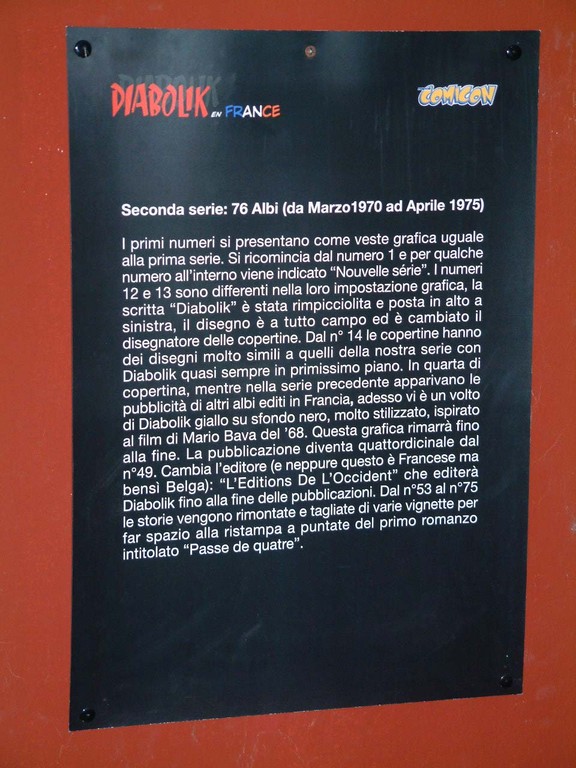 DIABOLIK EN FRANCE
COMICON
Seconda serie: 76 Albi (da Marzo1970 ad Aprile 1975)
I primi numeri si presentano come veste grafica uguale
alla prima serie. Si ricomincia dal numero 1 e per qualche
numero all'interno viene indicato "Nouvelle série". I numeri
12 e 13 sono differenti nella loro impostazione grafica, la
scritta "Diabolik" è stata rimpicciolita e posta in alto a
sinistra, il disegno è a tutto campo ed è cambiato il
disegnatore delle copertine. Dal n° 14 le copertine hanno
dei disegni molto simili a quelli della nostra serie con
Diabolik quasi sempre in primissimo piano. In quarta di
copertina, mentre nella serie precedente apparivano le
pubblicità di altri albi editi in Francia, adesso vi è un volto
di Diabolik giallo su sfondo nero, molto stilizzato, ispirato
al film di Mario Bava del '68. Questa grafica rimarrà fino
alla fine. La pubblicazione diventa quattordicinale dal
n°49. Cambia l'editore (e neppure questo è Francese ma
bensì Belga): "L'Editions De L'Occident" che editerà
Diabolik fino alla fine delle pubblicazioni. Dal n°53 al n°75
le storie vengono rimontate e tagliate di varie vignette per
far spazio alla ristampa a puntate del primo romanzo
intitolato "Passe de quatre".